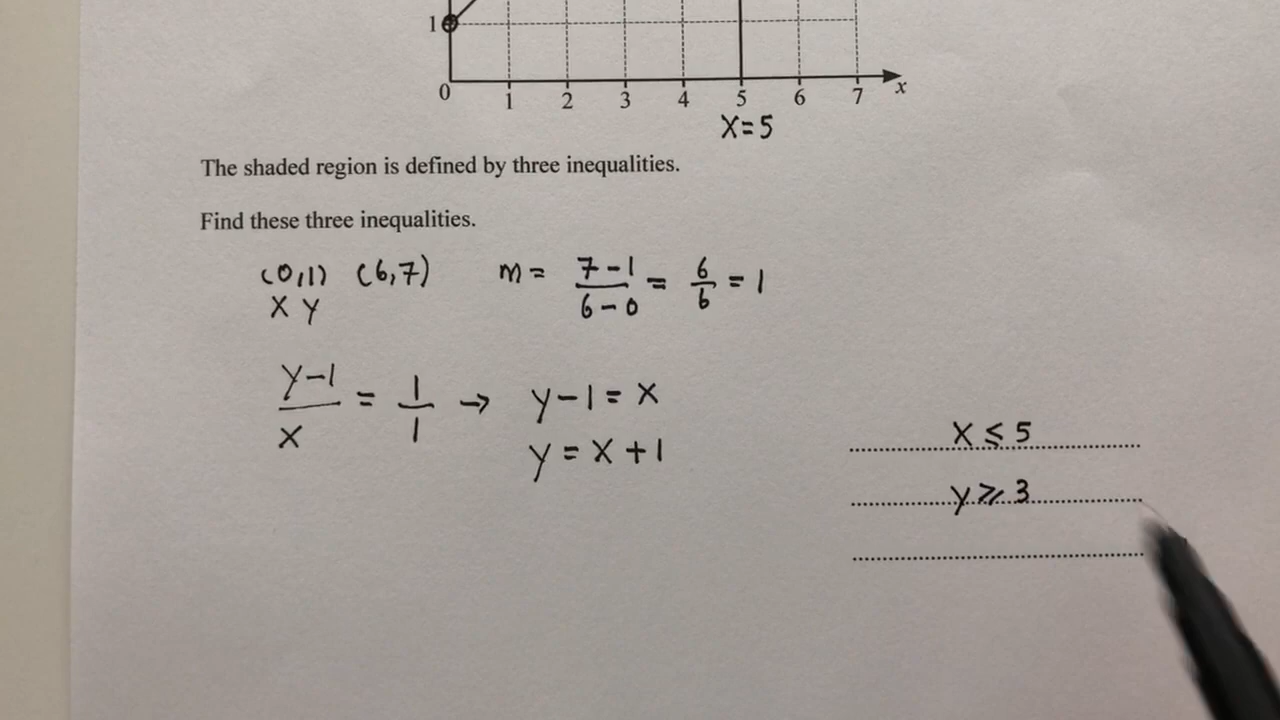 1
0 1 2 3 4 5 6 7 x
X=5
The shaded region is defined by three inequalities.
Find these three inequalities.
(0,1) (6,7) m = 7-1/6-0 = 6/6 = 1
X Y
y-1/x = 1/1 → y-1 = x
y = x+1
x ⩽ 5
y ⩾ 3